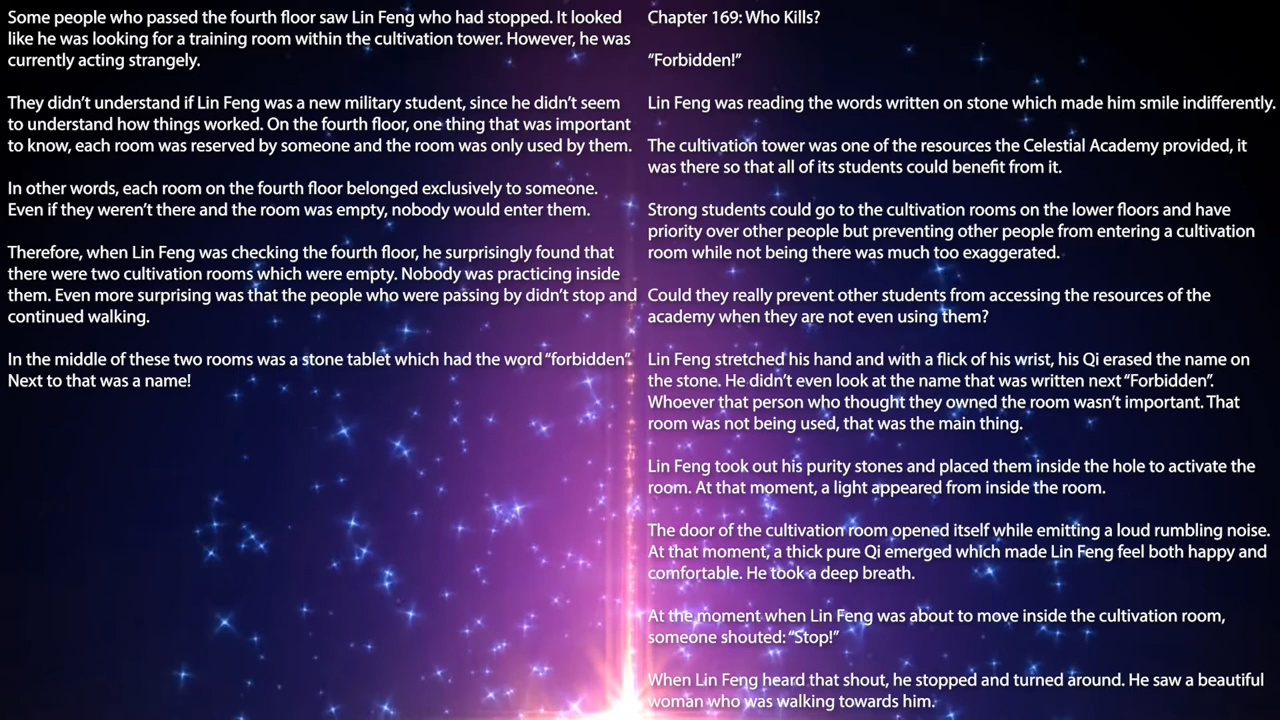 Some people who passed the fourth floor saw Lin Feng who had stopped. It looked
like he was looking for a training room within the cultivation tower. However, he was
currently acting strangely.
They didn’t understand if Lin Feng was a new military student, since he didn’t seem
to understand how things worked. On the fourth floor, one thing that was important
to know, each room was reserved by someone and the room was only used by them.
In other words, each room on the fourth floor belonged exclusively to someone.
Even if they weren’t there and the room was empty, nobody would enter them.
Therefore, when Lin Feng was checking the fourth floor, he surprisingly found that
there were two cultivation rooms which were empty. Nobody was practicing inside
them. Even more surprising was that the people who were passing by didn’t stop and
continued walking.
In the middle of these two rooms was a stone tablet which had the word “forbidden”.
Next to that was a name!
Chapter 169: Who Kills?
“Forbidden!”
Lin Feng was reading the words written on stone which made him smile indifferently.
The cultivation tower was one of the resources the Celestial Academy provided, it
was there so that all of its students could benefit from it.
Strong students could go to the cultivation rooms on the lower floors and have
priority over other people but preventing other people from entering a cultivation
room while not being there was much too exaggerated.
Could they really prevent other students from accessing the resources of the
academy when they are not even using them?
Lin Feng stretched his hand and with a flick of his wrist, his Qi erased the name on
the stone. He didn’t even look at the name that was written next “Forbidden”.
Whoever that person who thought they owned the room wasn’t important. That
room was not being used, that was the main thing.
Lin Feng took out his purity stones and placed them inside the hole to activate the
room. At that moment, a light appeared from inside the room.
The door of the cultivation room opened itself while emitting a loud rumbling noise.
At that moment, a thick pure Qi emerged which made Lin Feng feel both happy and
comfortable. He took a deep breath.
At the moment when Lin Feng was about to move inside the cultivation room,
someone shouted: “Stop!”
When Lin Feng heard that shout, he stopped and turned around. He saw a beautiful
woman who was walking towards him.